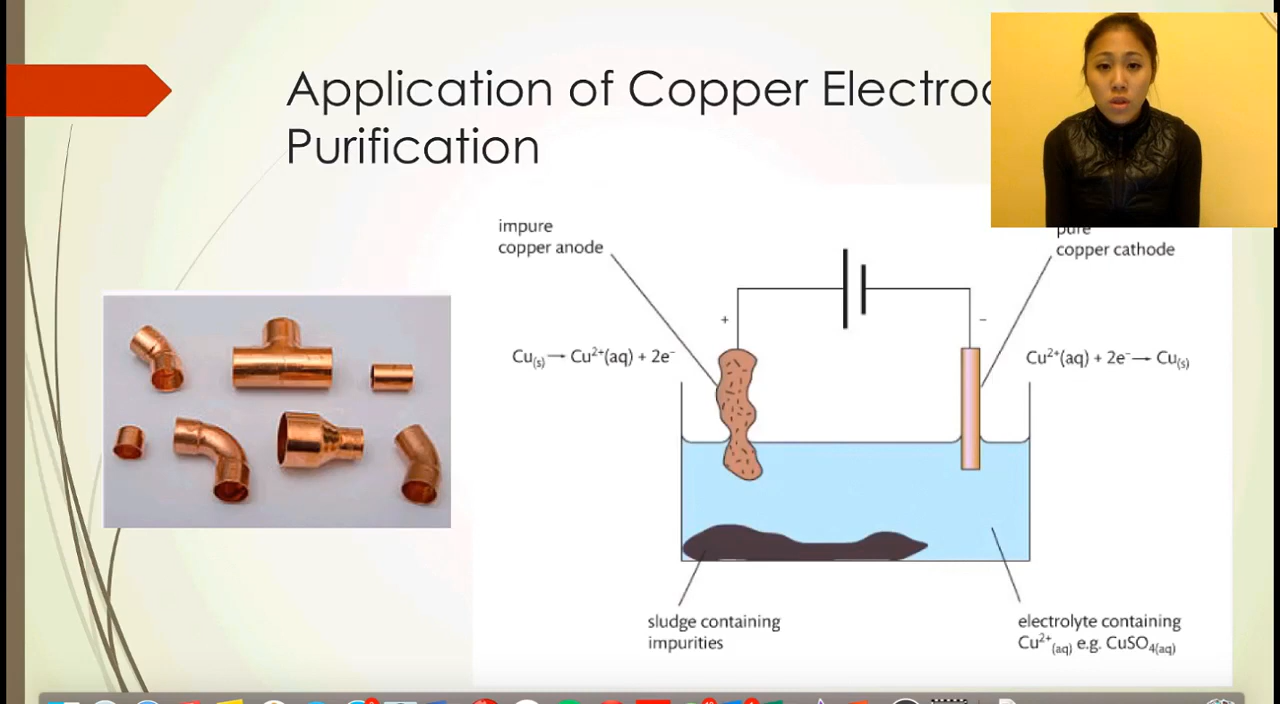 Application of Copper
Purification
impure
copper anode
pure
copper cathode
+
−
Cu(s)→ Cu²⁺(aq) + 2e⁻
Cu²⁺(aq) + 2e⁻→ Cu(s)
sludge containing
impurities
electrolyte containing
Cu²⁺(aq) e.g. CuSO₄(aq)